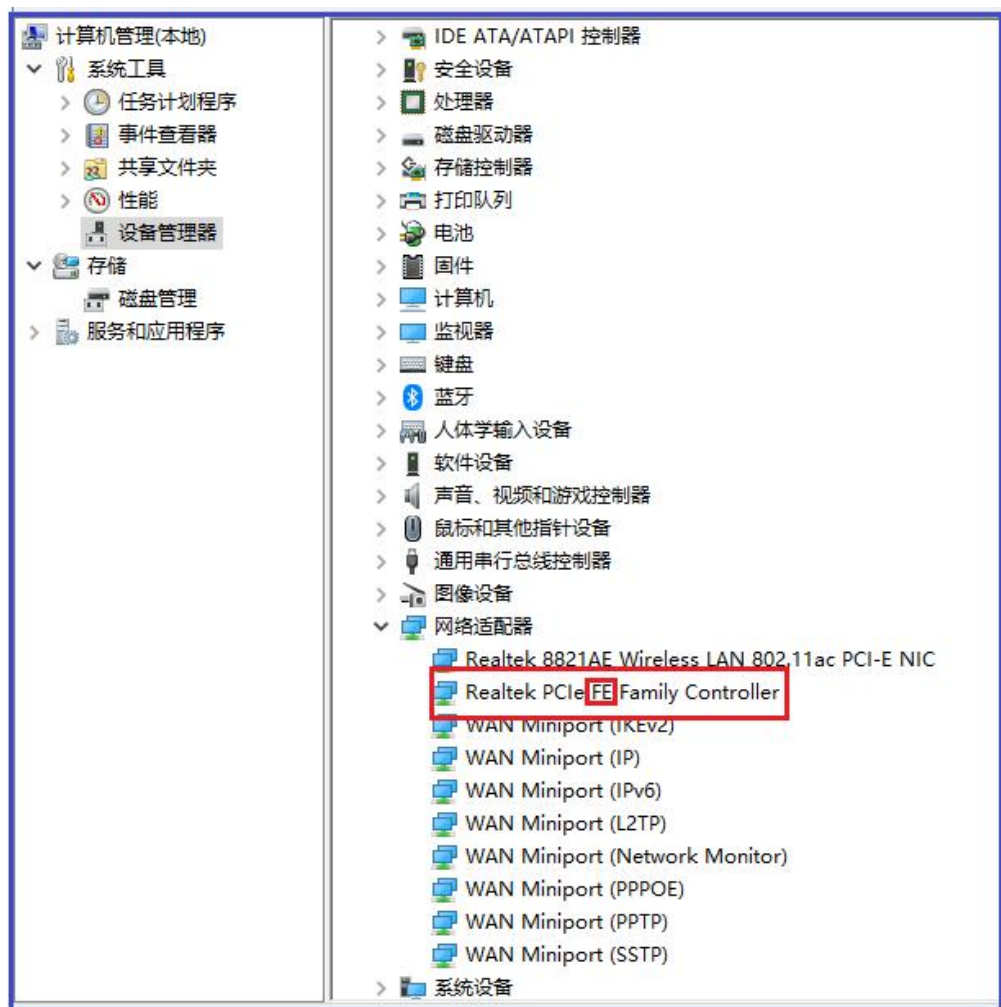 计算机管理(本地)
系统工具
任务计划程序
事件查看器
共享文件夹
性能
设备管理器
存储
磁盘管理
服务和应用程序
IDE ATA/ATAPI 控制器
安全设备
处理器
磁盘驱动器
存储控制器
打印队列
电池
固件
计算机
监视器
键盘
蓝牙
人体学输入设备
软件设备
声音、视频和游戏控制器
鼠标和其他指针设备
通用串行总线控制器
图像设备
网络适配器
Realtek 8821AE Wireless LAN 802.11ac PCI-E NIC
Realtek PCIe FE Family Controller
WAN Miniport (IKEv2)
WAN Miniport (IP)
WAN Miniport (IPv6)
WAN Miniport (L2TP)
WAN Miniport (Network Monitor)
WAN Miniport (PPPOE)
WAN Miniport (PPTP)
WAN Miniport (SSTP)
系统设备